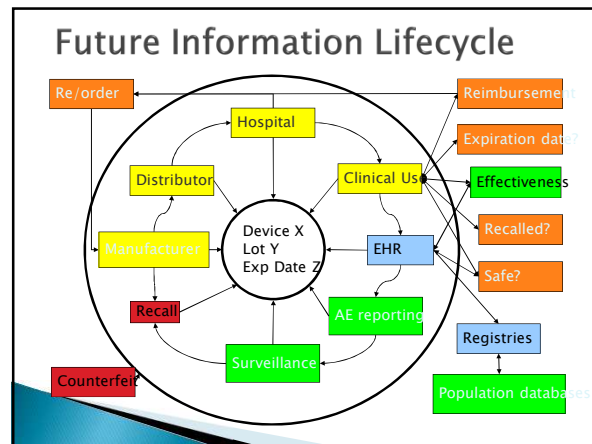 Future Information Lifecycle
Re/order
Reimbursement
Hospital
Expiration date?
Distributor
Clinical Use
Effectiveness
Device X
Lot Y
Exp Date Z
Manufacturer
EHR
Recalled?
Safe?
Recall
AE reporting
Registries
Surveillance
Counterfeit
Population databases